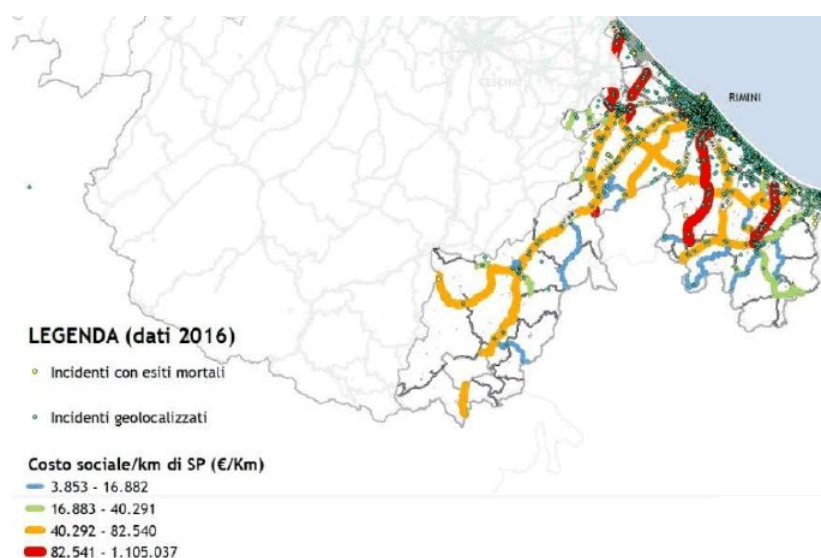 CESENA
RIMINI
LEGENDA (dati 2016)
Incidenti con esiti mortali
Incidenti geolocalizzati
Costo sociale/km di SP (€/Km)
3.853 - 16.882
16.883 - 40.291
40.292 - 82.540
82.541 - 1.105.037